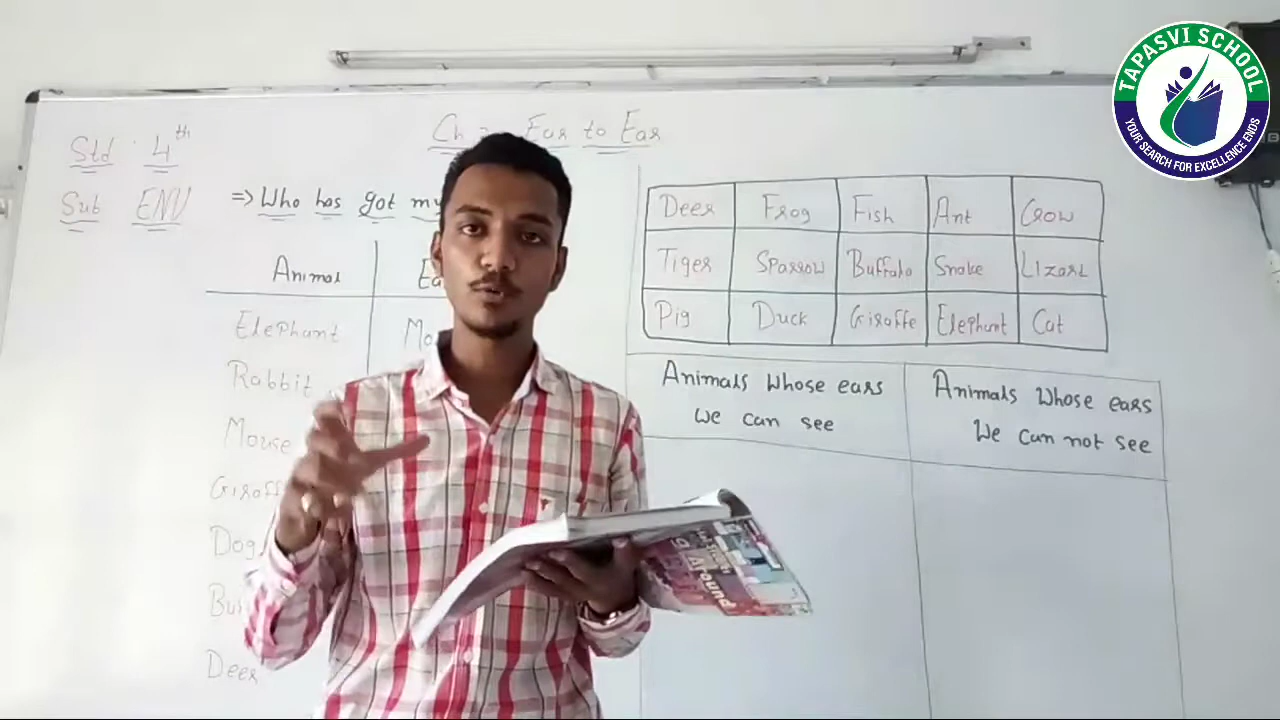 TAPASVI SCHOOL
YOUR SEARCH FOR EXCELLENCE ENDS
Std : 4th
Sub ENV
Ear to Ear
⇒ Who has got my
Animal
Elephant
Rabbit
Mouse
Giraff
Dog
Deer
Deer Frog Fish Ant Crow
Tiger Sparrow Buffalo Snake Lizard
Pig Duck Giraffe Elephant Cat
Animals whose ears
We can see
Animals whose ears
We can not see
Around